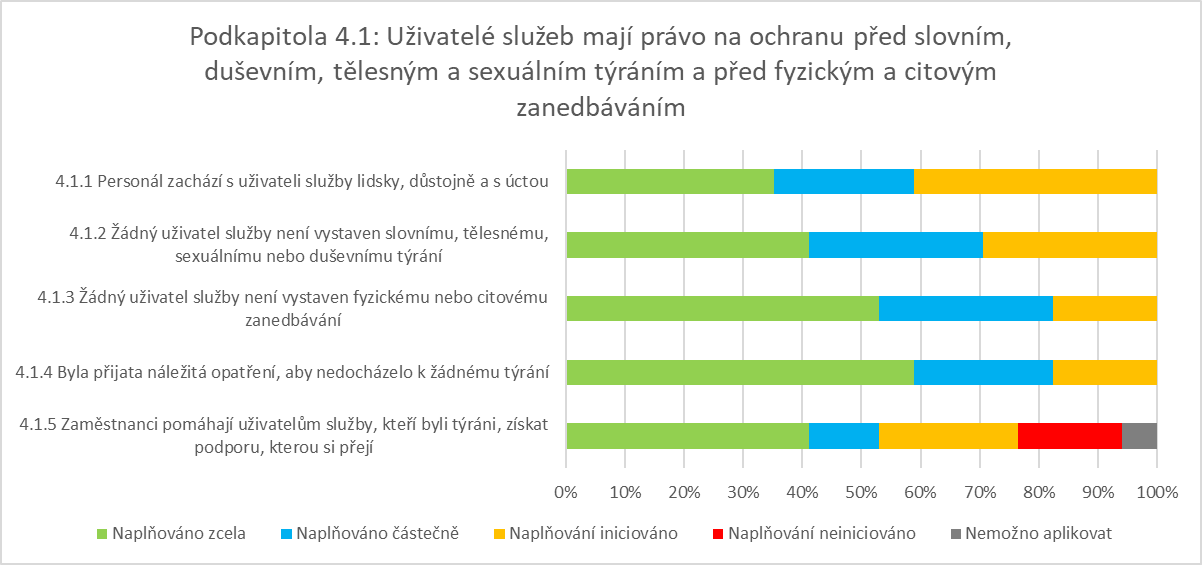 Podkapitola 4.1: Uživatelé služeb mají právo na ochranu před slovním,
duševním, tělesným a sexuálním týráním a před fyzickým a citovým
zanedbáváním
4.1.1 Personál zachází s uživateli služby lidsky, důstojně a s úctou
4.1.2 Žádný uživatel služby není vystaven slovnímu, tělesnému,
sexuálnímu nebo duševnímu týrání
4.1.3 Žádný uživatel služby není vystaven fyzickému nebo citovému
zanedbávání
4.1.4 Byla přijata náležitá opatření, aby nedocházelo k žádnému týrání
4.1.5 Zaměstnanci pomáhají uživatelům služby, kteří byli týráni, získat
podporu, kterou si přejí
0% 10% 20% 30% 40% 50% 60% 70% 80% 90% 100%
Naplňováno zcela Naplňováno částečně Naplňování iniciováno Naplňování neiniciováno Nemožno aplikovat